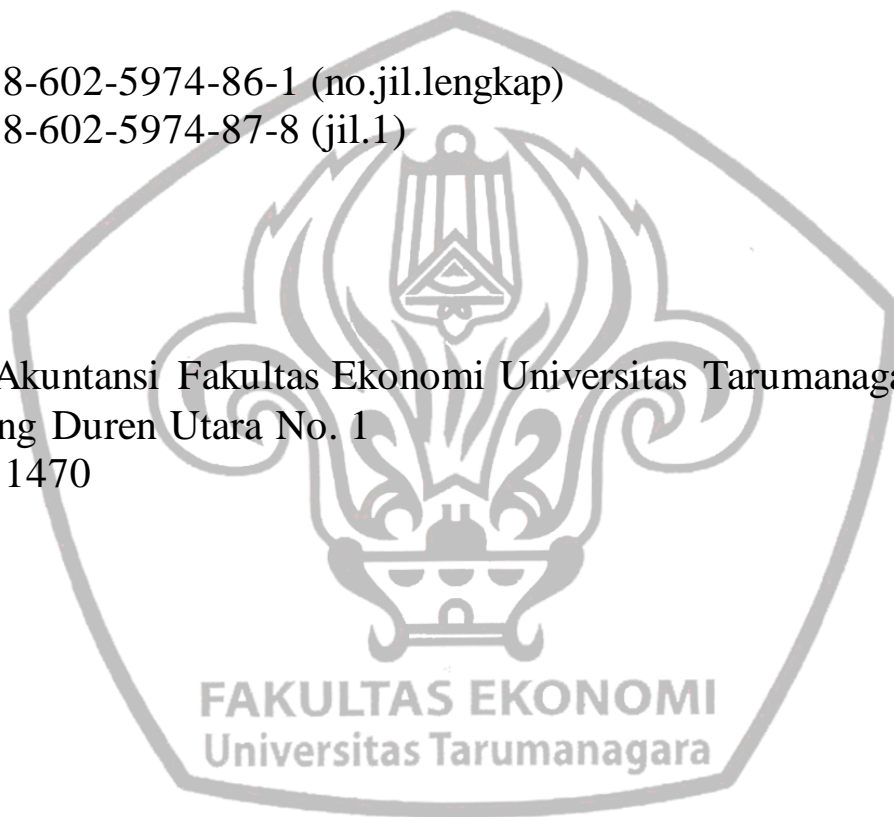 8-602-5974-86-1 (no.jil.lengkap)
8-602-5974-87-8 (jil.1)
Akuntansi Fakultas Ekonomi Universitas Tarumanaga
ng Duren Utara No. 1
1470
FAKULTAS EKONOMI
Universitas Tarumanagara